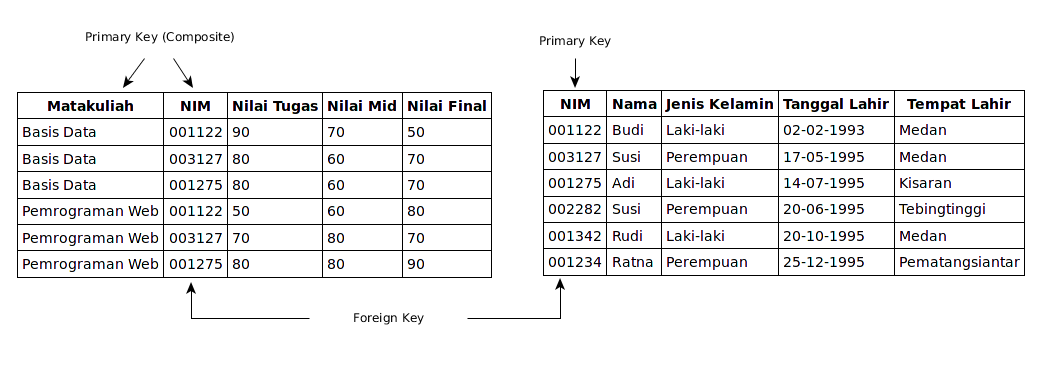 Primary Key (Composite)
Primary Key
Matakuliah NIM Nilai Tugas Nilai Mid Nilai Final
Basis Data 001122 90 70 50
Basis Data 003127 80 60 70
Basis Data 001275 80 60 70
Pemrograman Web 001122 50 60 80
Pemrograman Web 003127 70 80 70
Pemrograman Web 001275 80 80 90
NIM Nama Jenis Kelamin Tanggal Lahir Tempat Lahir
001122 Budi Laki-laki 02-02-1993 Medan
003127 Susi Perempuan 17-05-1995 Medan
001275 Adi Laki-laki 14-07-1995 Kisaran
002282 Susi Perempuan 20-06-1995 Tebingtinggi
001342 Rudi Laki-laki 20-10-1995 Medan
001234 Ratna Perempuan 25-12-1995 Pematangsiantar
Foreign Key